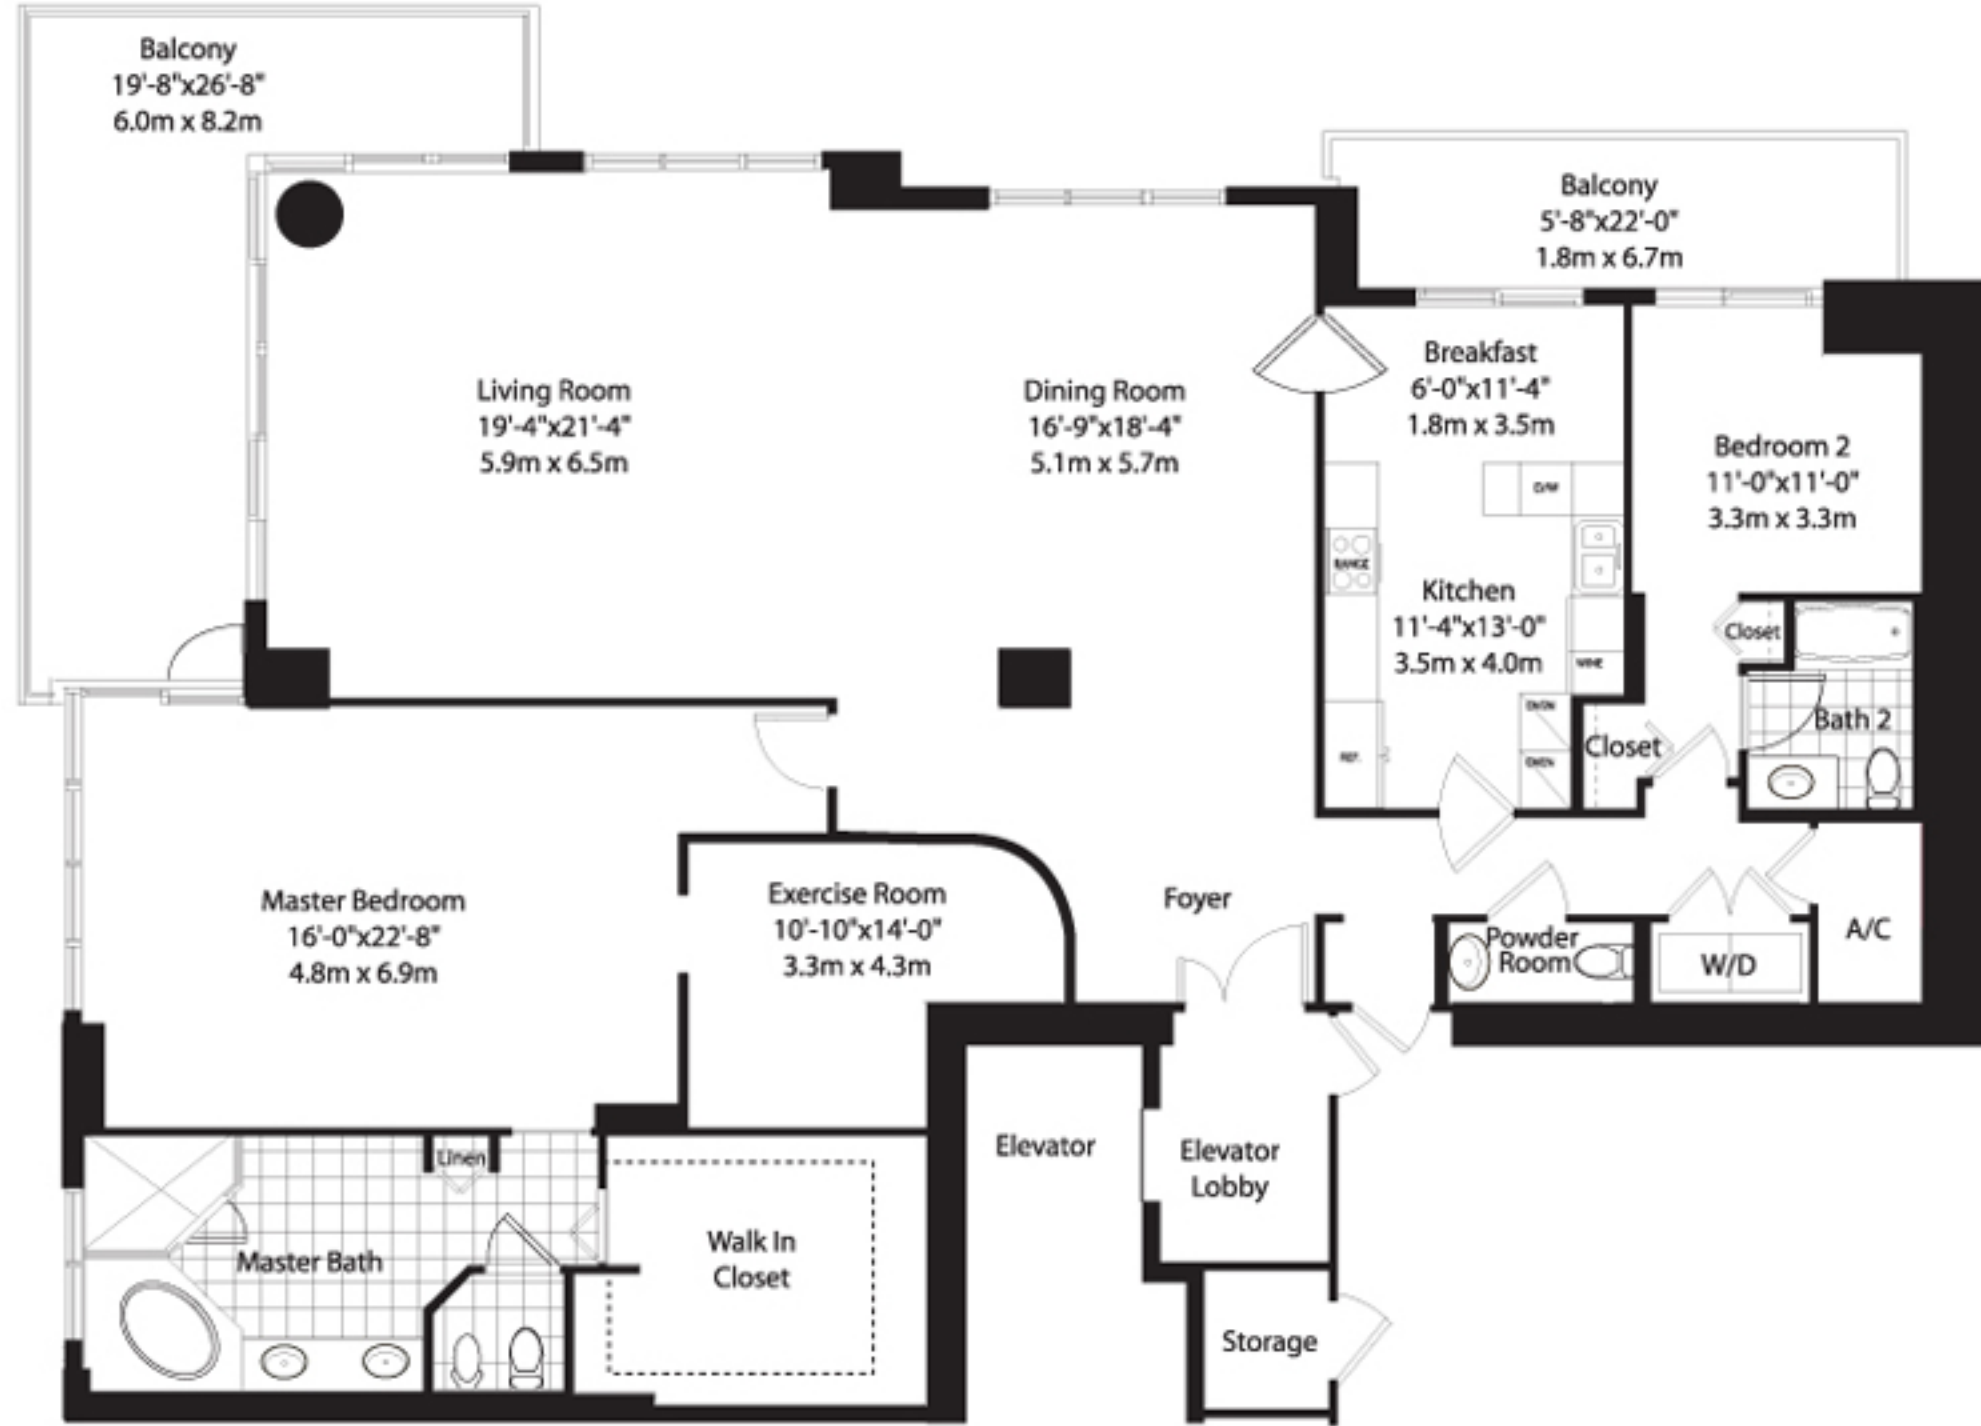 Balcony
19'-8"x26'-8"
6.0m x 8.2m
Balcony
5'-8"x22'-0"
1.8m x 6.7m
Living Room
19'-4"x21'-4"
5.9m x 6.5m
Dining Room
16'-9"x18'-4"
5.1m x 5.7m
Breakfast
6'-0"x11'-4"
1.8m x 3.5m
Bedroom 2
11'-0"x11'-0"
3.3m x 3.3m
D/W
RANGE
Kitchen
11'-4"x13'-0"
3.5m x 4.0m
WINE
Closet
OVEN
Bath 2
Closet
REF.
OVEN
Master Bedroom
16'-0"x22'-8"
4.8m x 6.9m
Exercise Room
10'-10"x14'-0"
3.3m x 4.3m
Foyer
Powder
Room
W/D
A/C
Linen
Elevator
Elevator
Lobby
Master Bath
Walk In
Closet
Storage